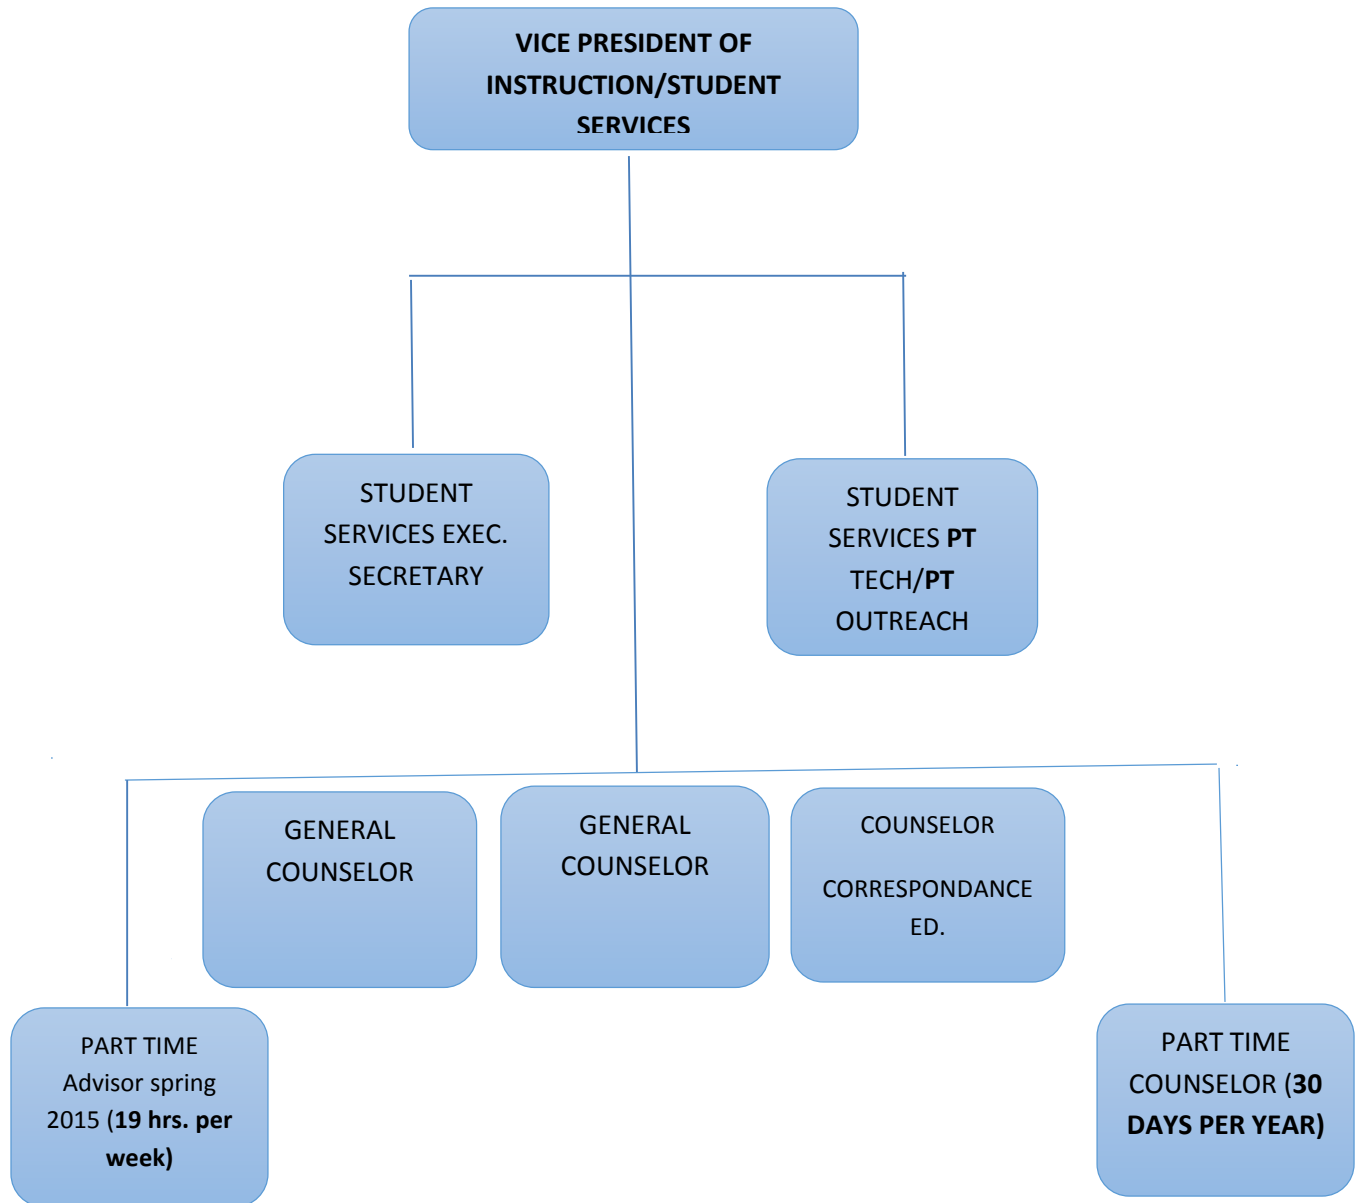 VICE PRESIDENT OF
INSTRUCTION/STUDENT
SERVICES
STUDENT
SERVICES EXEC.
SECRETARY
STUDENT
SERVICES PT
TECH/PT
OUTREACH
GENERAL
COUNSELOR
GENERAL
COUNSELOR
COUNSELOR
CORRESPONDANCE
ED.
PART TIME
Advisor spring
2015 (19 hrs. per
week)
PART TIME
COUNSELOR (30
DAYS PER YEAR)